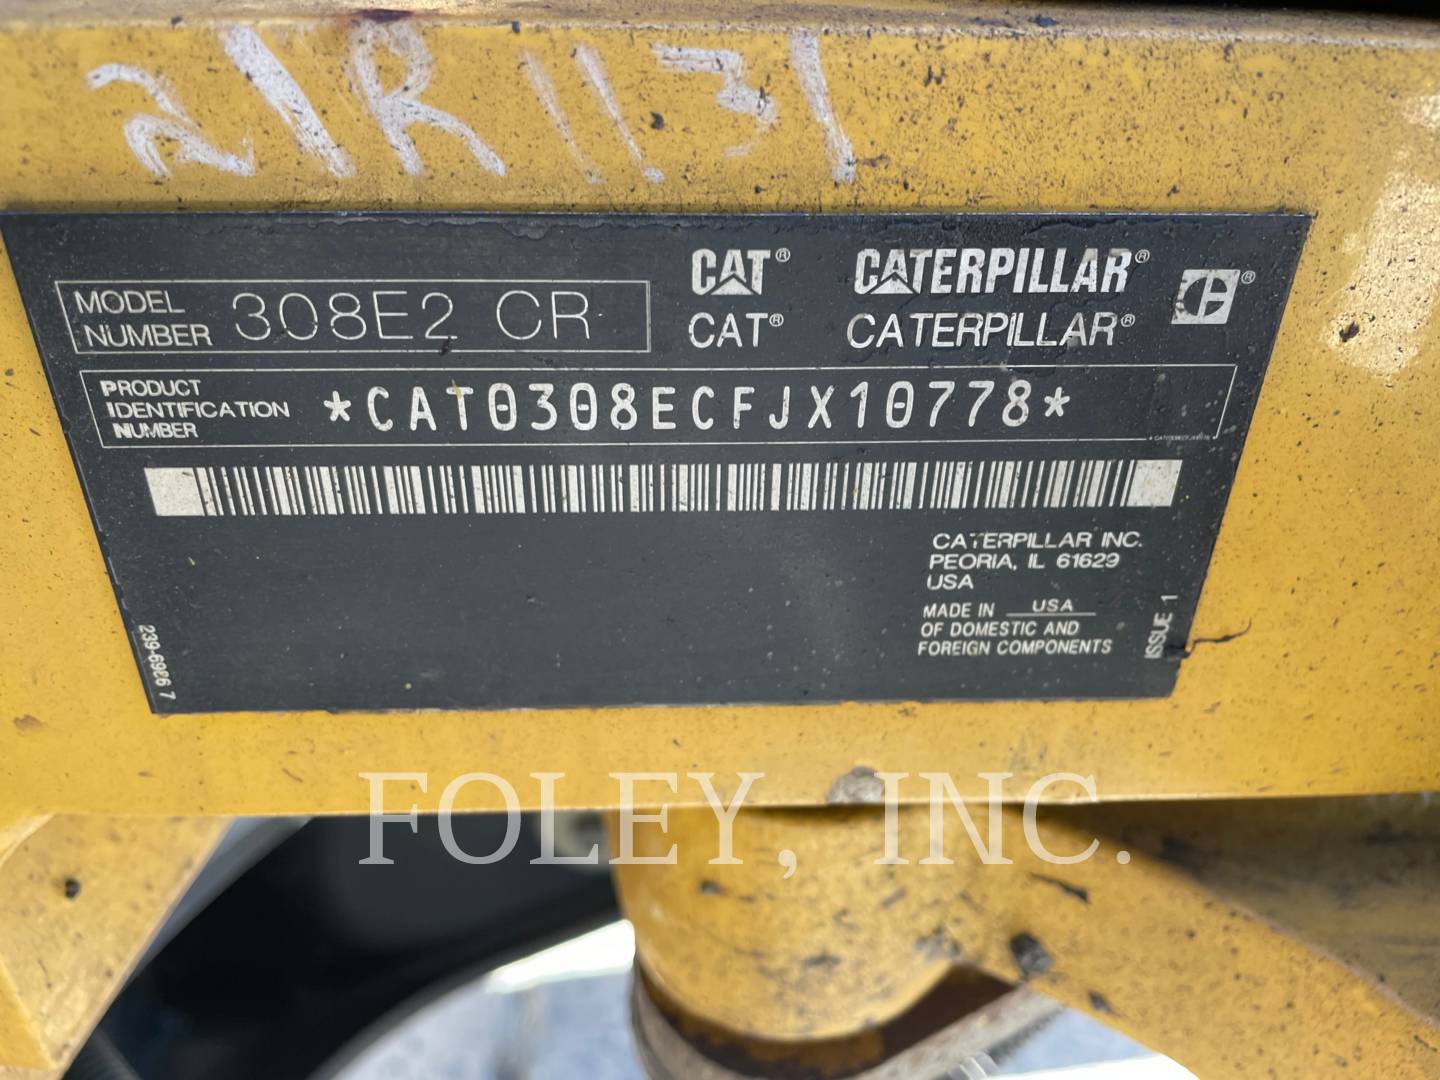 21R1131
CAT® CATERPILLAR® ®
MODEL NUMBER 308E2 CR CAT® CATERPILLAR®
PRODUCT
IDENTIFICATION *CAT0308ECFJX10778*
NUMBER
CATERPILLAR INC.
PEORIA, IL 61629
USA
MADE IN USA
OF DOMESTIC AND
FOREIGN COMPONENTS
ISSUE 1
239-6936 7
FOLEY, INC.